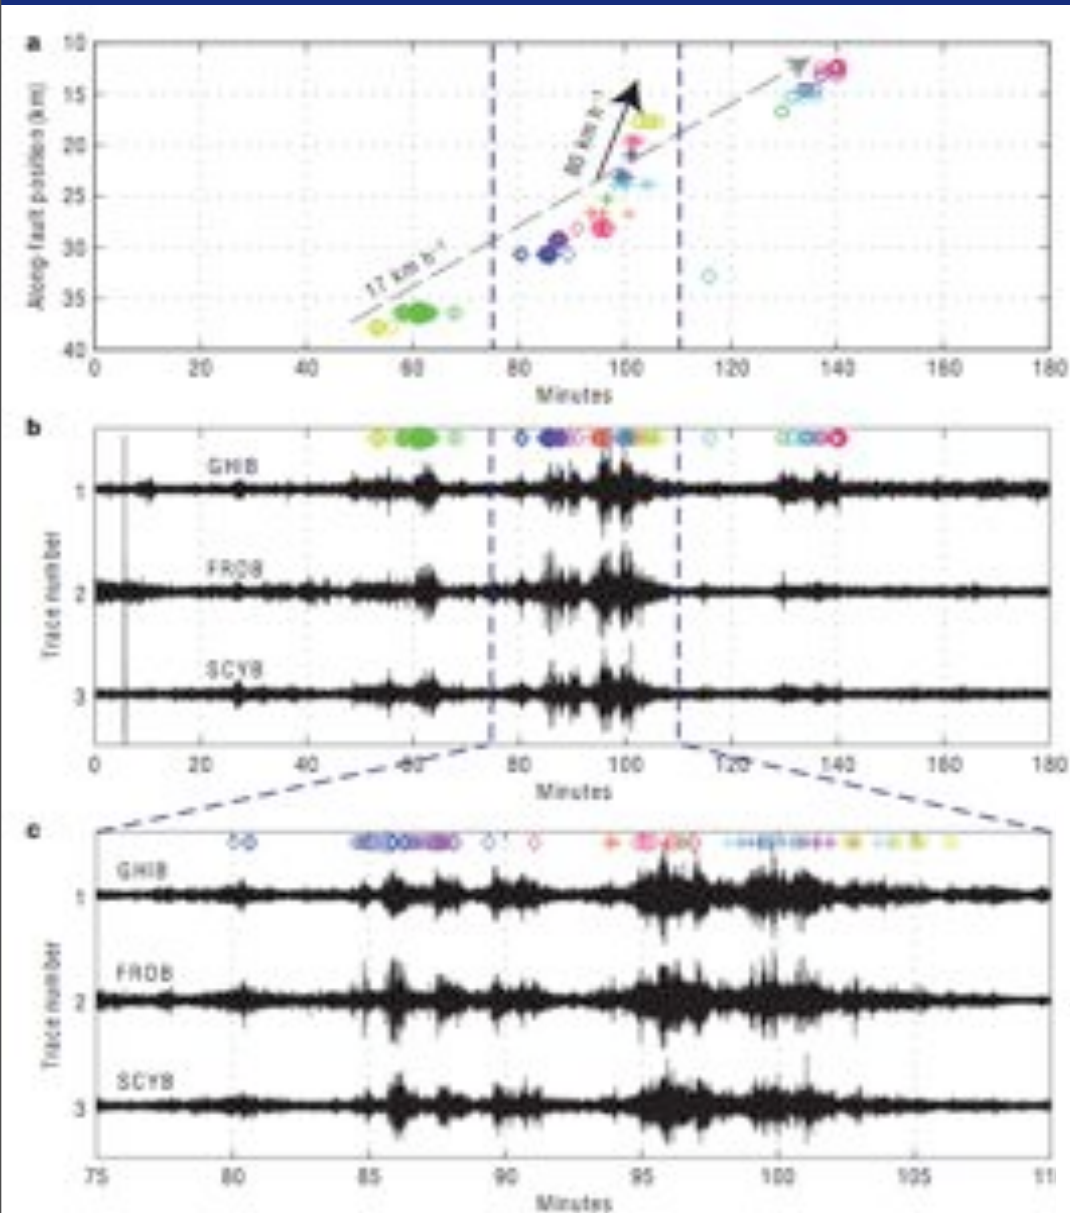 a
10
15
20
25
30
35
40
Along fault position (km)
17 km h⁻¹
80 km h⁻¹
0 20 40 60 80 100 120 140 160 180
Minutes
b
GHIB
1
FROB
2
SCYB
3
Trace number
0 20 40 60 80 100 120 140 160 180
Minutes
c
GHIB
1
FROB
2
SCYB
3
Trace number
75 80 85 90 95 100 105 11
Minutes